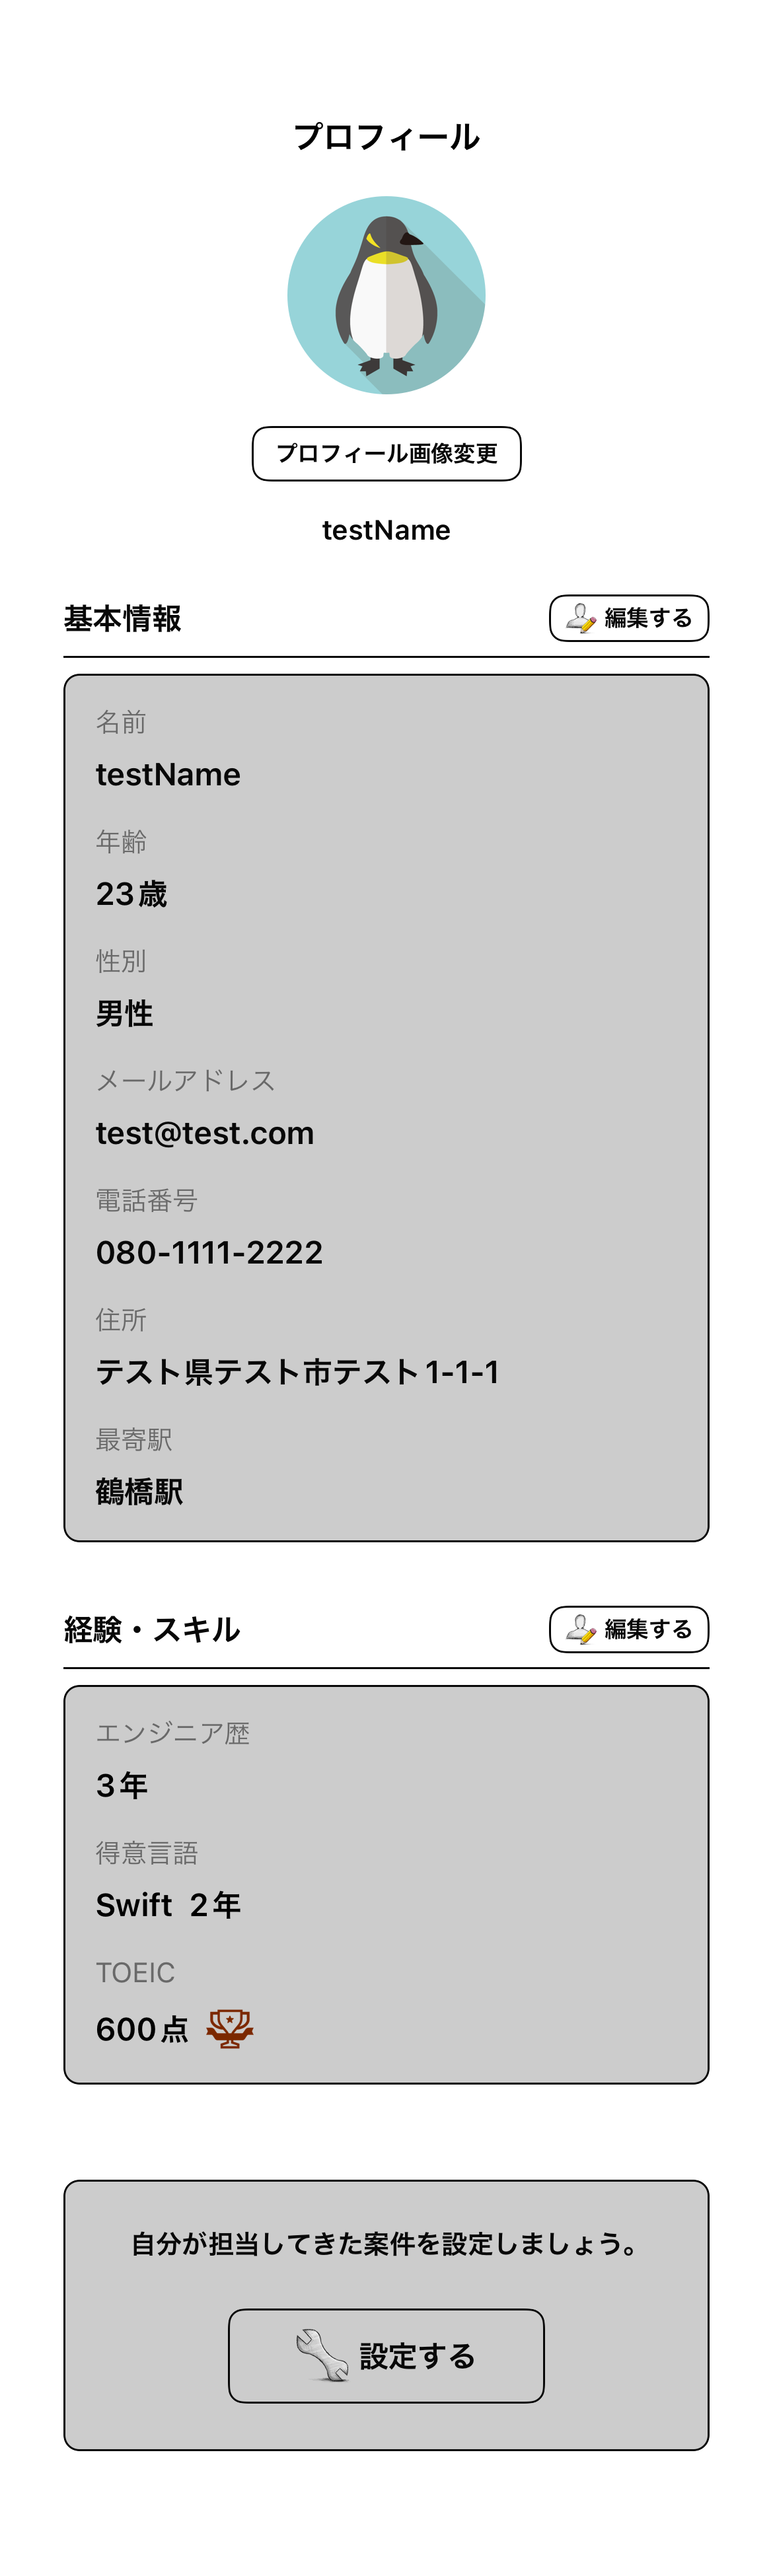 プロフィール
プロフィール画像変更
testName
基本情報
編集する
名前
testName
年齢
23歳
性別
男性
メールアドレス
test@test.com
電話番号
080-1111-2222
住所
テスト県テスト市テスト1-1-1
最寄駅
鶴橋駅
経験・スキル
編集する
エンジニア歴
3年
得意言語
Swift 2年
TOEIC
600点
自分が担当してきた案件を設定しましょう。
設定する